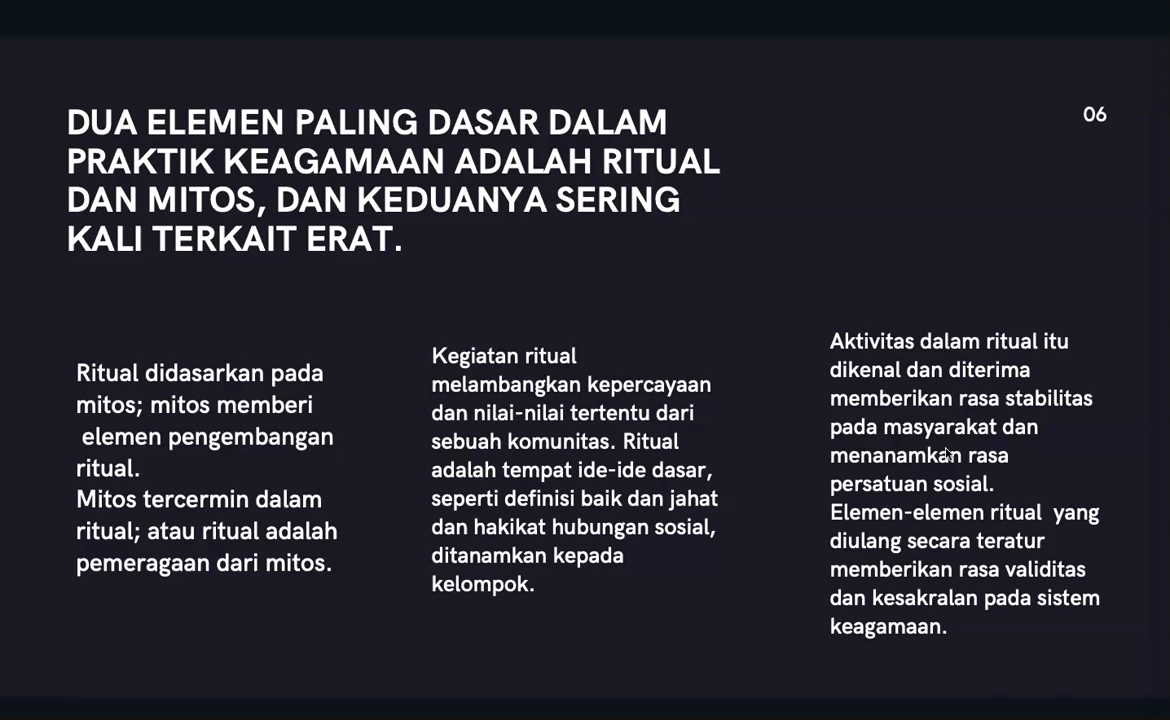 DUA ELEMEN PALING DASAR DALAM
PRAKTIK KEAGAMAAN ADALAH RITUAL
DAN MITOS, DAN KEDUANYA SERING
KALI TERKAIT ERAT.
06
Ritual didasarkan pada
mitos; mitos memberi
elemen pengembangan
ritual.
Mitos tercermin dalam
ritual; atau ritual adalah
pemeragaan dari mitos.
Kegiatan ritual
melambangkan kepercayaan
dan nilai-nilai tertentu dari
sebuah komunitas. Ritual
adalah tempat ide-ide dasar,
seperti definisi baik dan jahat
dan hakikat hubungan sosial,
ditanamkan kepada
kelompok.
Aktivitas dalam ritual itu
dikenal dan diterima
memberikan rasa stabilitas
pada masyarakat dan
menanamkan rasa
persatuan sosial.
Elemen-elemen ritual  yang
diulang secara teratur
memberikan rasa validitas
dan kesakralan pada sistem
keagamaan.